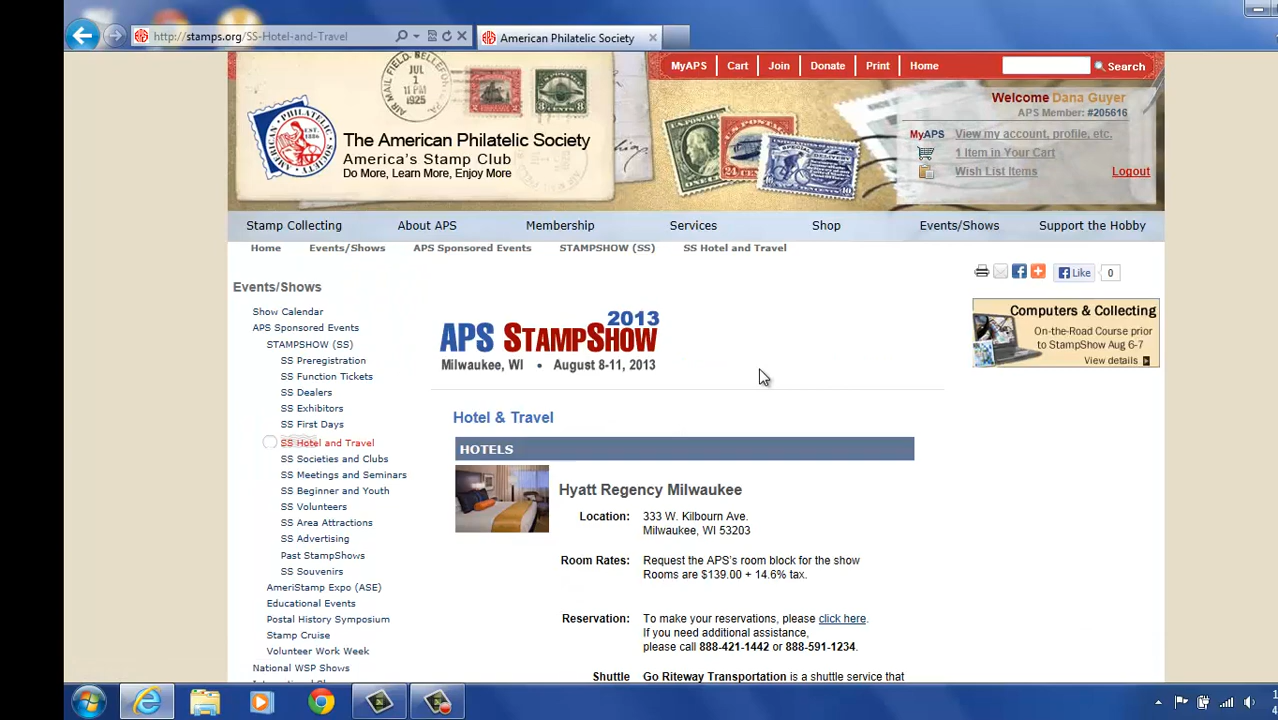 http://stamps.org/SS-Hotel-and-Travel
American Philatelic Society
MyAPS Cart Join Donate Print Home Search
AIR MAIL FIELD. BELLEFO
JUL
1
1925
The American Philatelic Society
America's Stamp Club
Do More, Learn More, Enjoy More
Welcome Dana Guyer
APS Member: #205616
MyAPS View my account, profile, etc.
1 Item in Your Cart
Wish List Items Logout
Stamp Collecting About APS Membership Services Shop Events/Shows Support the Hobby
Home Events/Shows APS Sponsored Events STAMPSHOW (SS) SS Hotel and Travel
Like 0
Events/Shows
Show Calendar
APS Sponsored Events
STAMPSHOW (SS)
SS Preregistration
SS Function Tickets
SS Dealers
SS Exhibitors
SS First Days
SS Hotel and Travel
SS Societies and Clubs
SS Meetings and Seminars
SS Beginner and Youth
SS Volunteers
SS Area Attractions
SS Advertising
Past StampShows
SS Souvenirs
AmeriStamp Expo (ASE)
Educational Events
Postal History Symposium
Stamp Cruise
Volunteer Work Week
National WSP Shows
2013
APS STAMPSHOW
Milwaukee, WI • August 8-11, 2013
Hotel & Travel
HOTELS
Hyatt Regency Milwaukee
Location: 333 W. Kilbourn Ave.
Milwaukee, WI 53203
Room Rates: Request the APS's room block for the show
Rooms are $139.00 + 14.6% tax.
Reservation: To make your reservations, please click here.
If you need additional assistance,
please call 888-421-1442 or 888-591-1234.
Shuttle Go Riteway Transportation is a shuttle service that
Computers & Collecting
On-the-Road Course prior
to StampShow Aug 6-7
View details